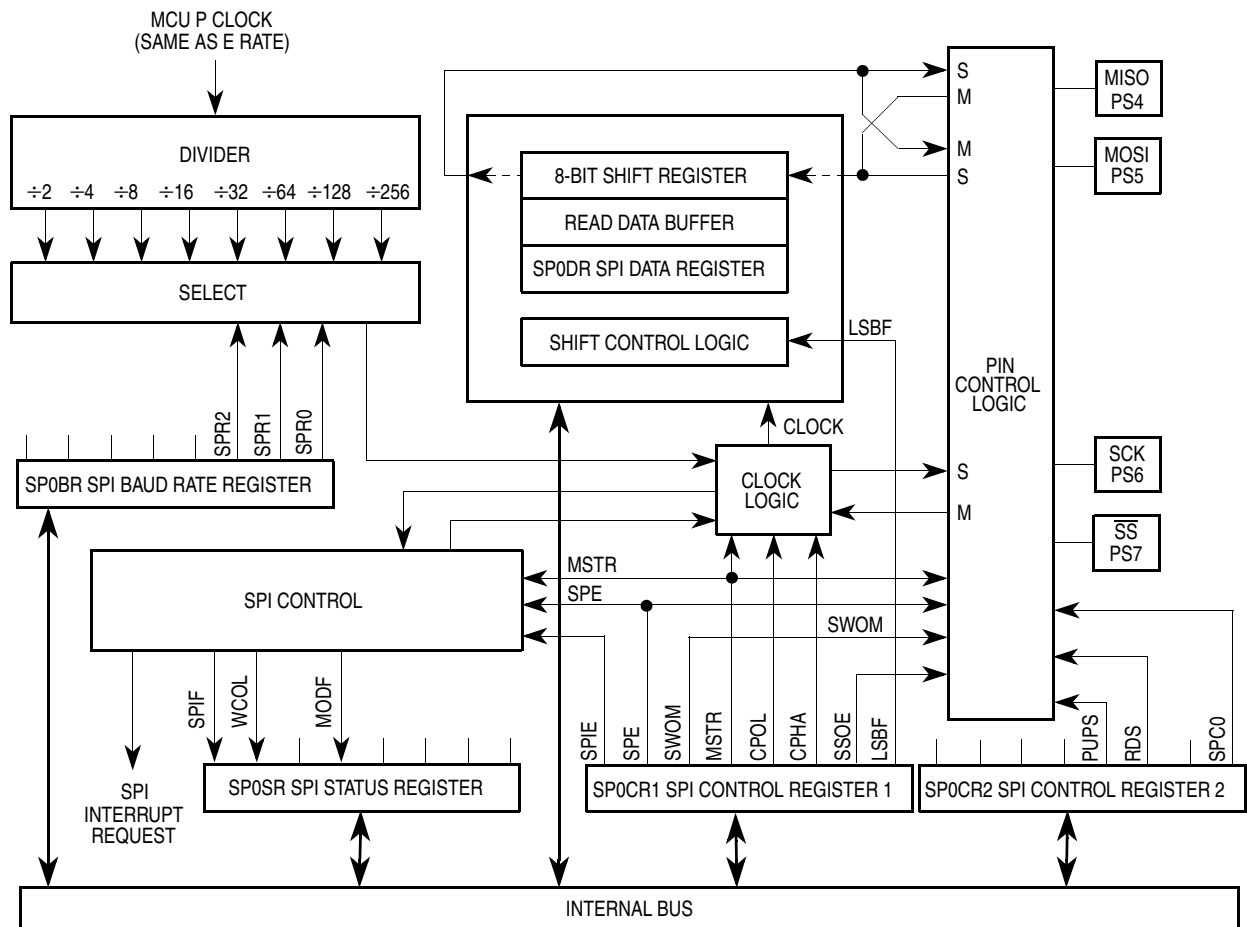 MCU P CLOCK
(SAME AS E RATE)
DIVIDER
÷2 ÷4 ÷8 ÷16 ÷32 ÷64 ÷128 ÷256
SELECT
SPR2
SPR1
SPR0
SP0BR SPI BAUD RATE REGISTER
8-BIT SHIFT REGISTER
READ DATA BUFFER
SP0DR SPI DATA REGISTER
SHIFT CONTROL LOGIC
LSBF
CLOCK
CLOCK
LOGIC
S
M
M
S
PIN
CONTROL
LOGIC
S
M
MISO
PS4
MOSI
PS5
SCK
PS6
S̅S̅
PS7
SPI CONTROL
MSTR
SPE
SWOM
SPIF
WCOL
MODF
SPI
INTERRUPT
REQUEST
SP0SR SPI STATUS REGISTER
SPIE
SPE
SWOM
MSTR
CPOL
CPHA
SSOE
LSBF
SP0CR1 SPI CONTROL REGISTER 1
PUPS
RDS
SPC0
SP0CR2 SPI CONTROL REGISTER 2
INTERNAL BUS